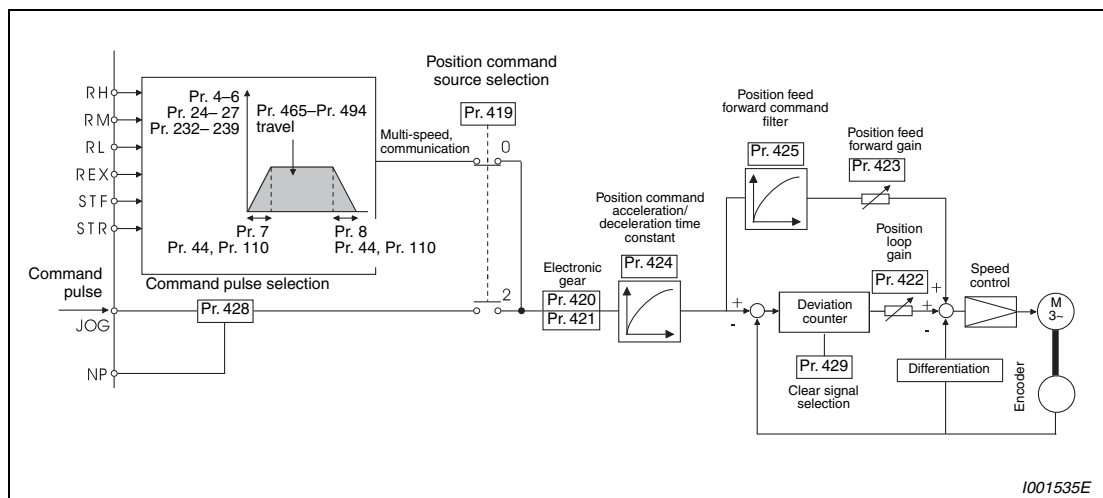 RH
RM
RL
REX
STF
STR
Pr. 4–6
Pr. 24– 27
Pr. 232– 239
Pr. 465–Pr. 494
travel
Pr. 7
Pr. 44, Pr. 110
Pr. 8
Pr. 44, Pr. 110
Multi-speed,
communication
Position command
source selection
Pr. 419
0
2
Command
pulse
JOG
NP
Command pulse selection
Pr. 428
Electronic
gear
Pr. 420
Pr. 421
Position command
acceleration/
deceleration time
constant
Pr. 424
Position feed
forward command
filter
Pr. 425
Position feed
forward gain
Pr. 423
Position
loop
gain
Pr. 422
+
-
Deviation
counter
Pr. 429
Clear signal
selection
+
+
-
Speed
control
Differentiation
M
3~
Encoder
I001535E